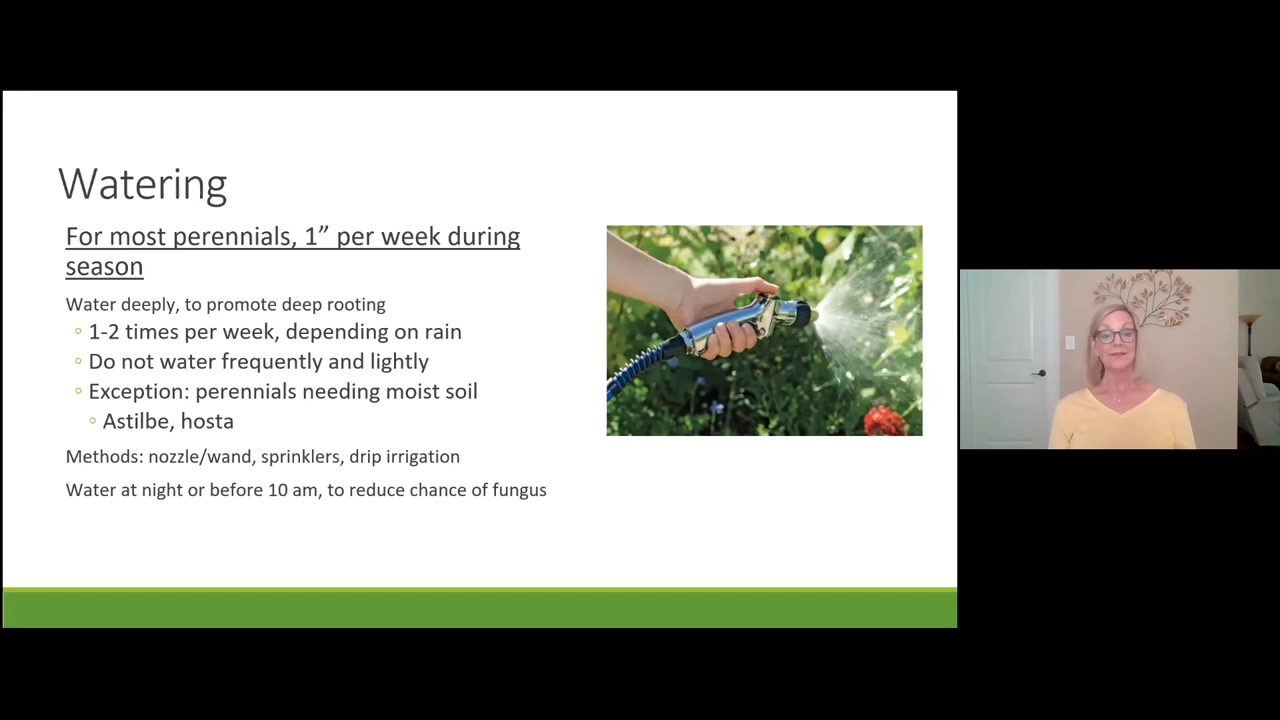 Watering
For most perennials, 1” per week during
season
Water deeply, to promote deep rooting
◦ 1-2 times per week, depending on rain
◦ Do not water frequently and lightly
◦ Exception: perennials needing moist soil
◦ Astilbe, hosta
Methods: nozzle/wand, sprinklers, drip irrigation
Water at night or before 10 am, to reduce chance of fungus